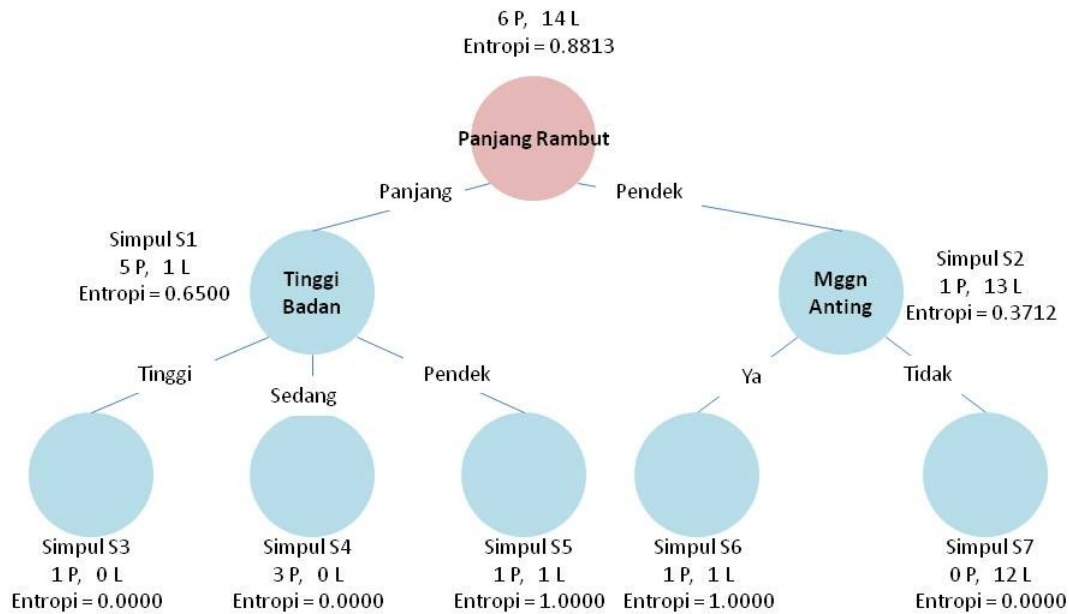 6 P, 14 L
Entropi = 0.8813
Panjang Rambut
Panjang
Pendek
Simpul S1
5 P, 1 L
Entropi = 0.6500
Tinggi
Badan
Mggn
Anting
Simpul S2
1 P, 13 L
Entropi = 0.3712
Tinggi
Sedang
Pendek
Ya
Tidak
Simpul S3
1 P, 0 L
Entropi = 0.0000
Simpul S4
3 P, 0 L
Entropi = 0.0000
Simpul S5
1 P, 1 L
Entropi = 1.0000
Simpul S6
1 P, 1 L
Entropi = 1.0000
Simpul S7
0 P, 12 L
Entropi = 0.0000